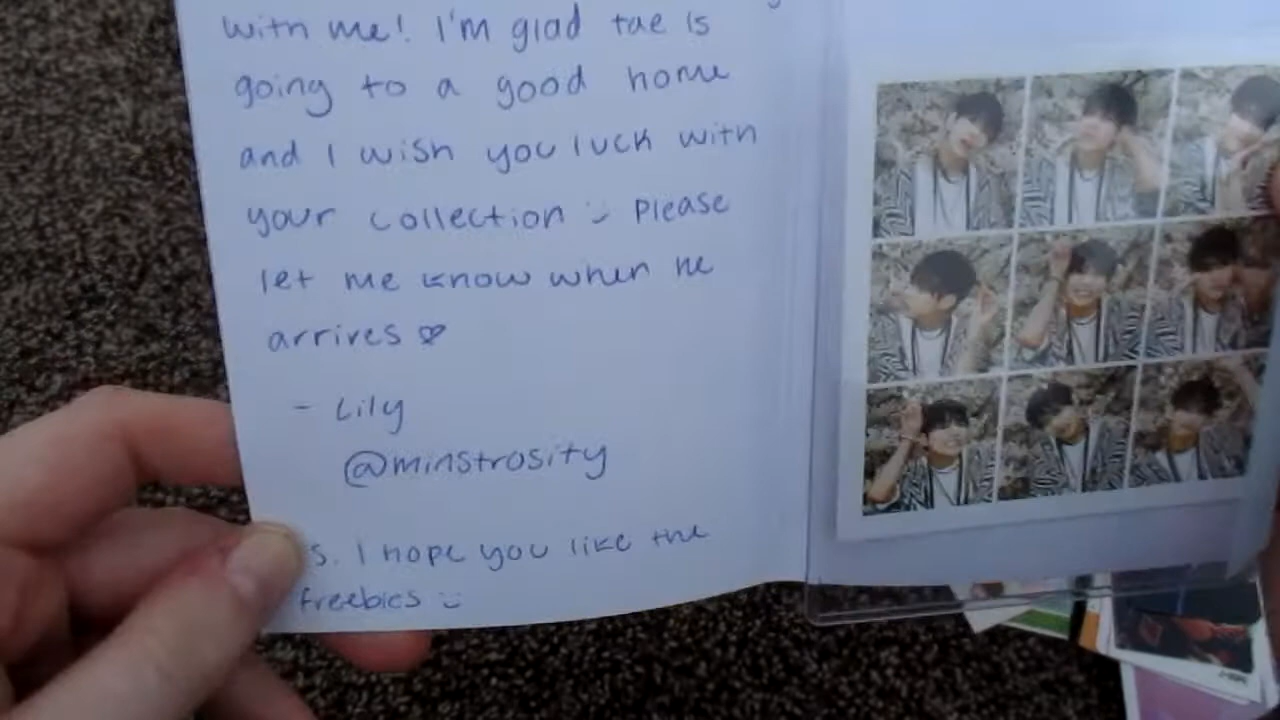 with me! I'm glad tae is
going to a good home
and I wish you luck with
your collection :) Please
let me know when he
arrives ♡
- Lily
@minstrosity
s. I hope you like the
freebies :)